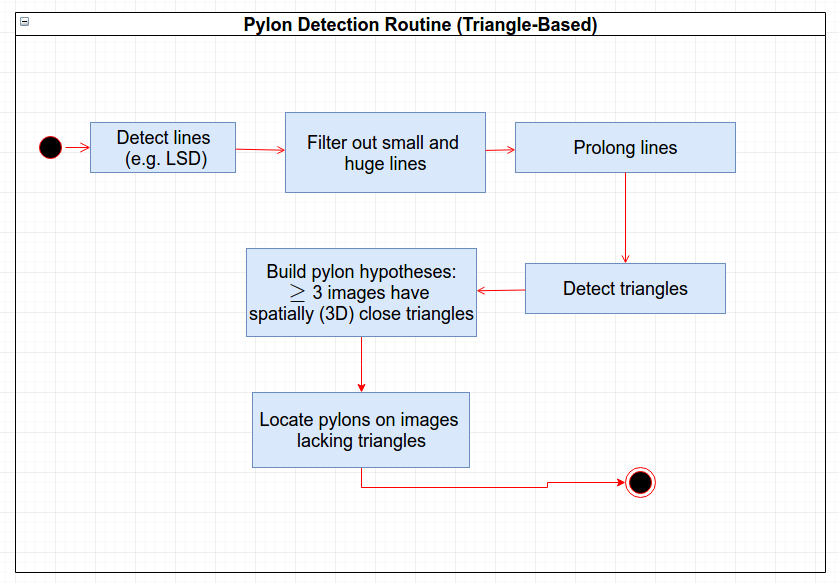 Pylon Detection Routine (Triangle-Based)
Detect lines
(e.g. LSD)
Filter out small and
huge lines
Prolong lines
Detect triangles
Build pylon hypotheses:
≥ 3 images have
spatially (3D) close triangles
Locate pylons on images
lacking triangles